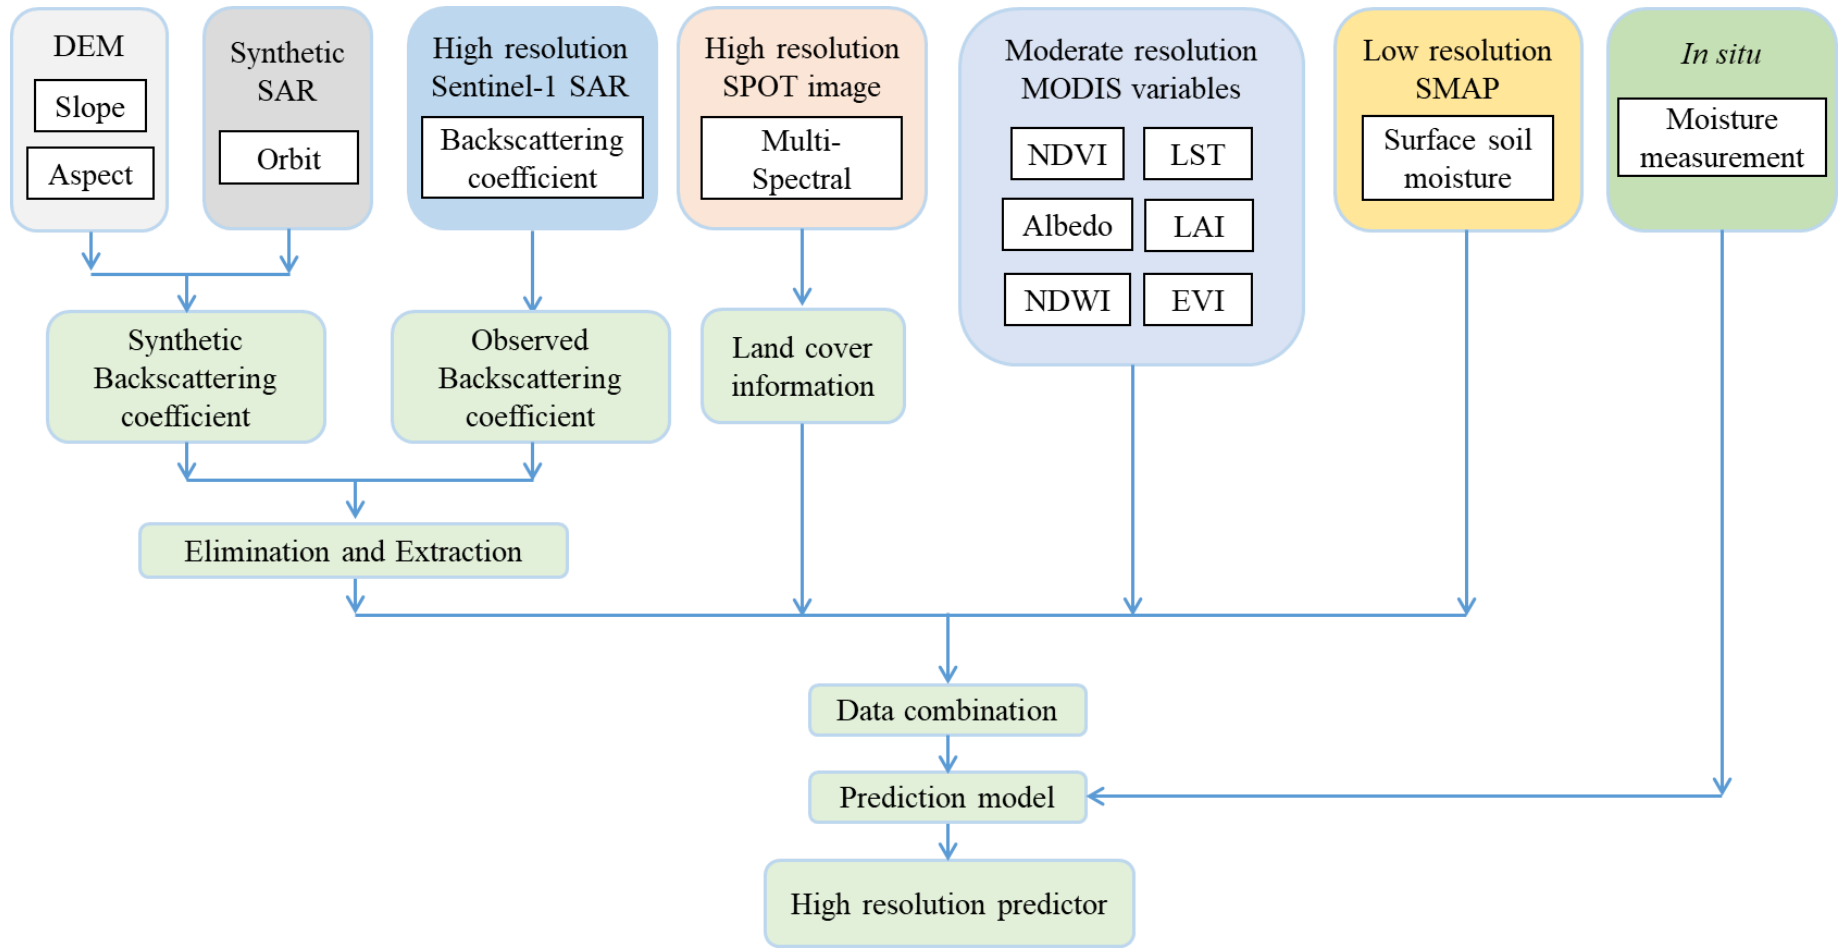 DEM
Slope
Aspect
Synthetic
SAR
Orbit
High resolution
Sentinel-1 SAR
Backscattering
coefficient
High resolution
SPOT image
Multi-
Spectral
Moderate resolution
MODIS variables
NDVI
LST
Albedo
LAI
NDWI
EVI
Low resolution
SMAP
Surface soil
moisture
In situ
Moisture
measurement
Synthetic
Backscattering
coefficient
Observed
Backscattering
coefficient
Land cover
information
Elimination and Extraction
Data combination
Prediction model
High resolution predictor